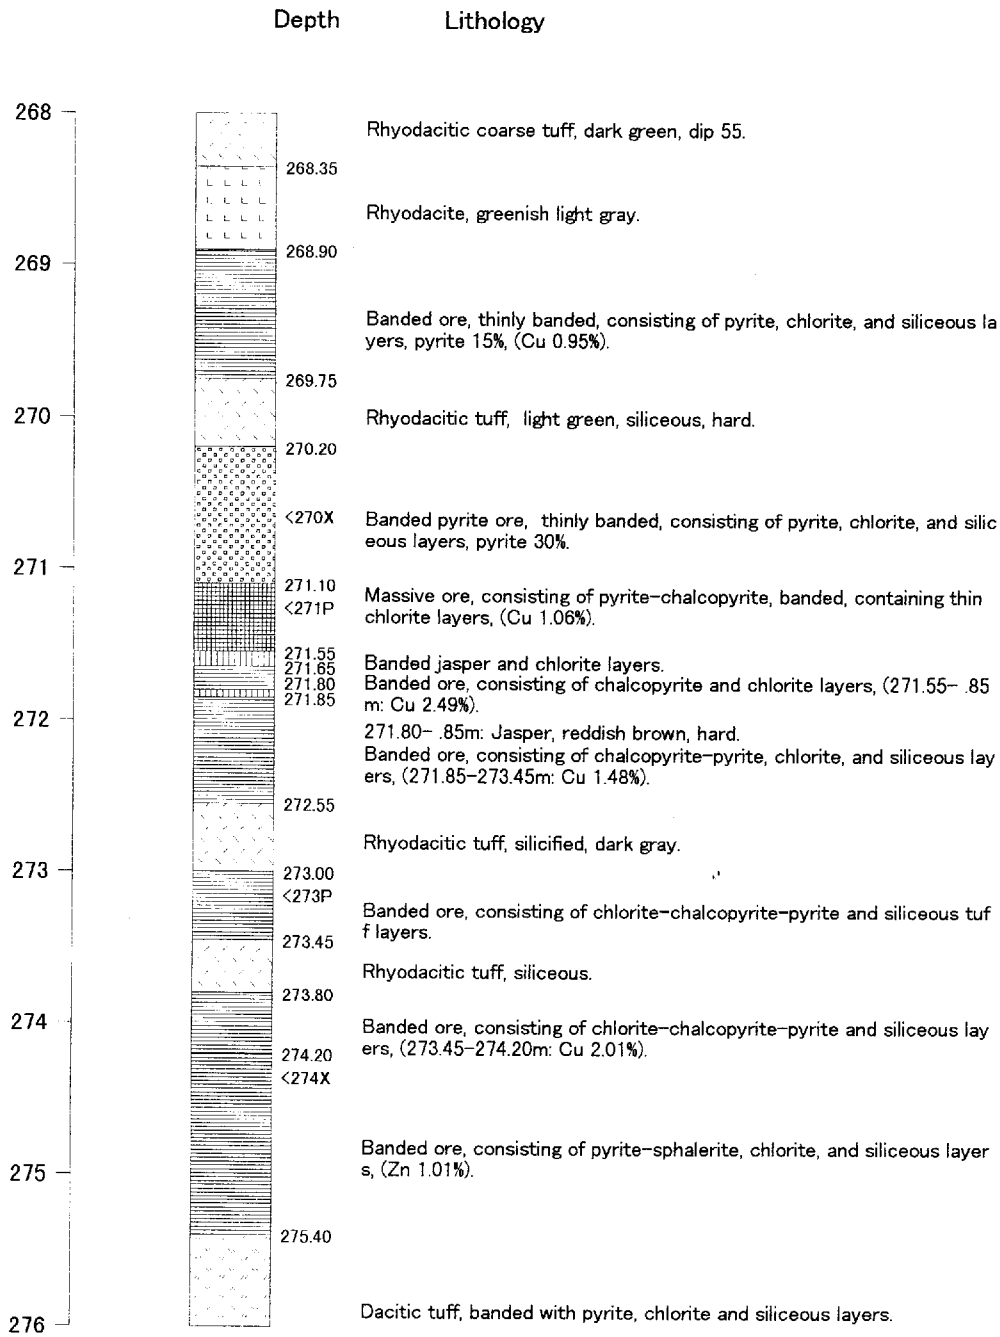 Depth Lithology
268
Rhyodacitic coarse tuff, dark green, dip 55.
268.35
Rhyodacite, greenish light gray.
268.90
269
Banded ore, thinly banded, consisting of pyrite, chlorite, and siliceous la
yers, pyrite 15%, (Cu 0.95%).
269.75
270
Rhyodacitic tuff, light green, siliceous, hard.
270.20
<270X
Banded pyrite ore, thinly banded, consisting of pyrite, chlorite, and silic
eous layers, pyrite 30%.
271
271.10
<271P
Massive ore, consisting of pyrite-chalcopyrite, banded, containing thin
chlorite layers, (Cu 1.06%).
271.55
271.65
Banded jasper and chlorite layers.
271.80
Banded ore, consisting of chalcopyrite and chlorite layers, (271.55- .85
m: Cu 2.49%).
271.85
272
271.80- .85m: Jasper, reddish brown, hard.
Banded ore, consisting of chalcopyrite-pyrite, chlorite, and siliceous lay
ers, (271.85-273.45m: Cu 1.48%).
272.55
Rhyodacitic tuff, silicified, dark gray.
273
273.00
<273P
Banded ore, consisting of chlorite-chalcopyrite-pyrite and siliceous tuf
f layers.
273.45
Rhyodacitic tuff, siliceous.
273.80
274
Banded ore, consisting of chlorite-chalcopyrite-pyrite and siliceous lay
ers, (273.45-274.20m: Cu 2.01%).
274.20
<274X
Banded ore, consisting of pyrite-sphalerite, chlorite, and siliceous layer
s, (Zn 1.01%).
275
275.40
Dacitic tuff, banded with pyrite, chlorite and siliceous layers.
276